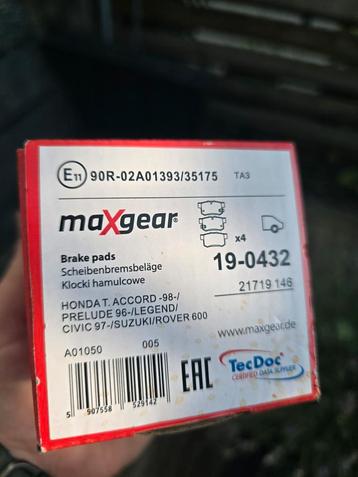 E11 90R-02A01393/35175 TA3
maXgear
x4
Brake pads
Scheibenbremsbeläge
Klocki hamulcowe
19-0432
21719 146
HONDA T. ACCORD -98-/
PRELUDE 96-/LEGEND/
CIVIC 97-/SUZUKI/ROVER 600
www.maxgear.de
A01050 005
5 907558 529142
EAC
TecDoc
CERTIFIED DATA SUPPLIER